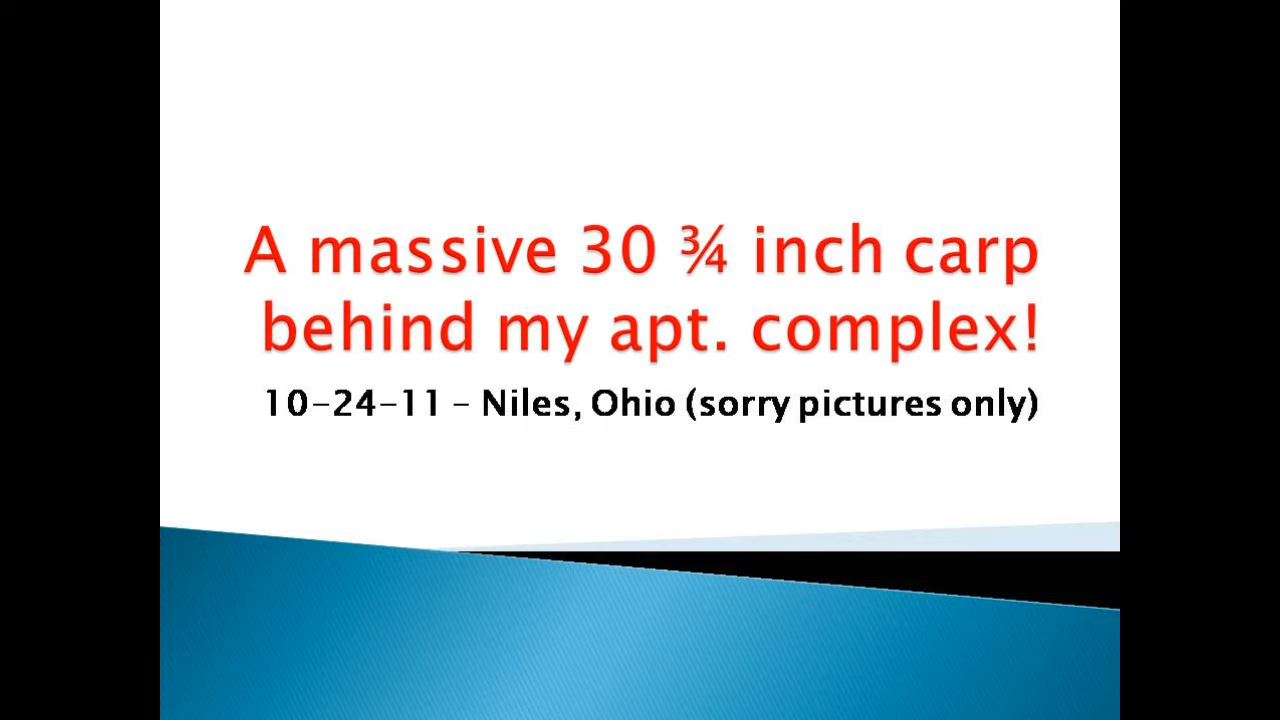 A massive 30 ¾ inch carp
behind my apt. complex!
10-24-11 – Niles, Ohio (sorry pictures only)